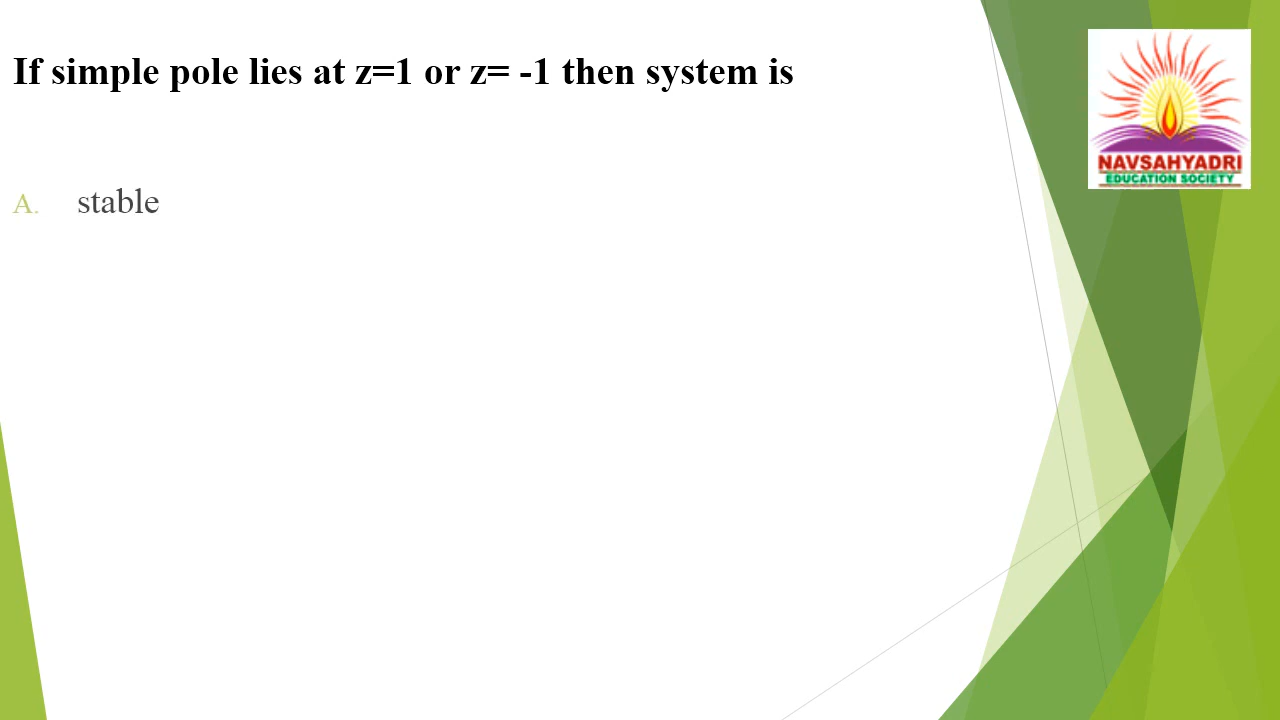 If simple pole lies at z=1 or z= -1 then system is
A. stable
NAVSAHYADRI
EDUCATION SOCIETY